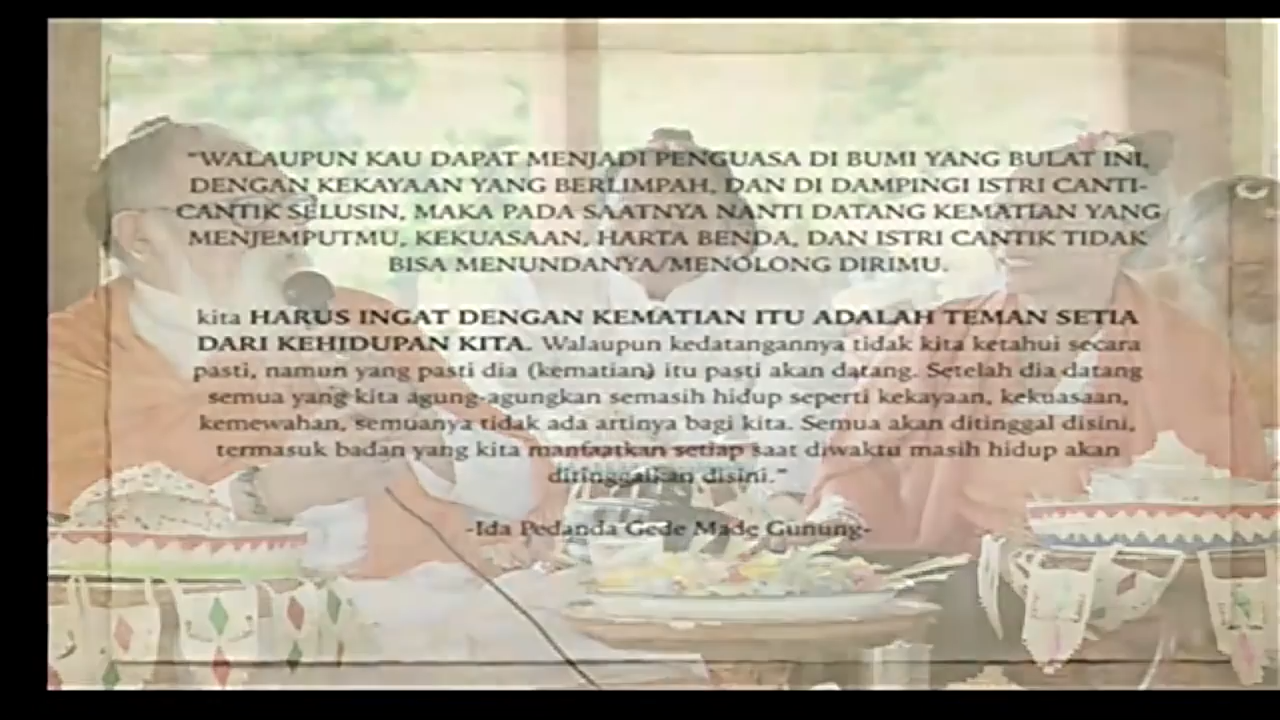 "WALAUPUN KAU DAPAT MENJADI PENGUASA DI BUMI YANG BULAT INI,
DENGAN KEKAYAAN YANG BERLIMPAH, DAN DI DAMPINGI ISTRI CANTI-
CANTIK SELUSIN, MAKA PADA SAATNYA NANTI DATANG KEMATIAN YANG
MENJEMPUTMU, KEKUASAAN, HARTA BENDA, DAN ISTRI CANTIK TIDAK
BISA MENUNDANYA/MENOLONG DIRIMU.
kita HARUS INGAT DENGAN KEMATIAN ITU ADALAH TEMAN SETIA
DARI KEHIDUPAN KITA. Walaupun kedatangannya tidak kita ketahui secara
pasti, namun yang pasti dia (kematian) itu pasti akan datang. Setelah dia datang
semua yang kita agung-agungkan semasih hidup seperti kekayaan, kekuasaan,
kemewahan, semuanya tidak ada artinya bagi kita. Semua akan ditinggal disini,
termasuk badan yang kita manfaatkan setiap saat diwaktu masih hidup akan
ditinggalkan disini."
-Ida Pedanda Gede Made Gunung-